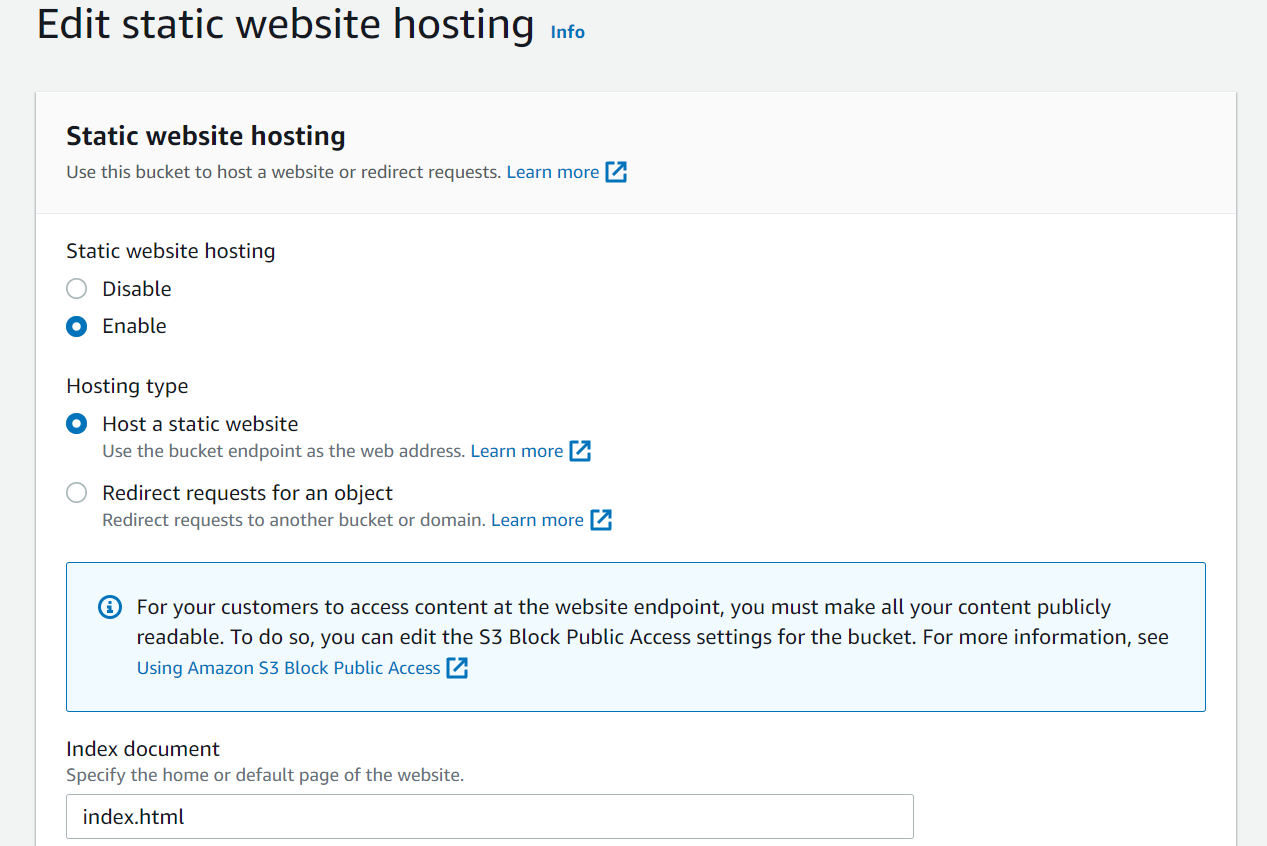 Edit static website hosting Info
Static website hosting
Use this bucket to host a website or redirect requests. Learn more
Static website hosting
Disable
Enable
Hosting type
Host a static website
Use the bucket endpoint as the web address. Learn more
Redirect requests for an object
Redirect requests to another bucket or domain. Learn more
For your customers to access content at the website endpoint, you must make all your content publicly
readable. To do so, you can edit the S3 Block Public Access settings for the bucket. For more information, see
Using Amazon S3 Block Public Access
Index document
Specify the home or default page of the website.
index.html